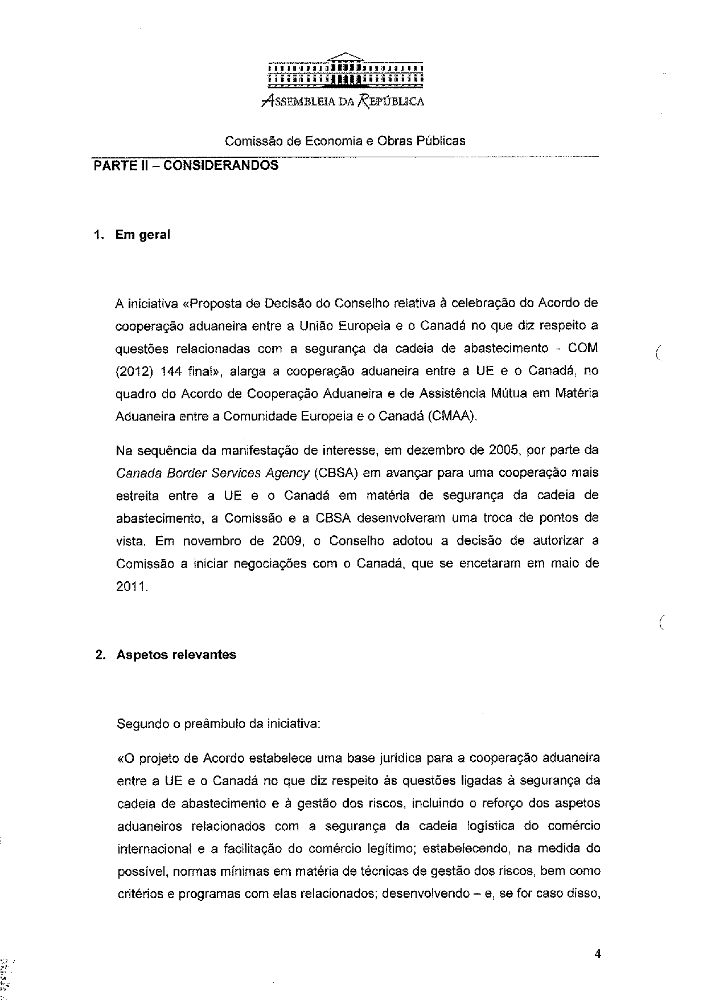 ASSEMBLEIA DA REPÚBLICA
Comissão de Economia e Obras Públicas
PARTE II – CONSIDERANDOS
1. Em geral
A iniciativa «Proposta de Decisão do Conselho relativa à celebração do Acordo de
cooperação aduaneira entre a União Europeia e o Canadá no que diz respeito a
questões relacionadas com a segurança da cadeia de abastecimento - COM
(2012) 144 final», alarga a cooperação aduaneira entre a UE e o Canadá, no
quadro do Acordo de Cooperação Aduaneira e de Assistência Mútua em Matéria
Aduaneira entre a Comunidade Europeia e o Canadá (CMAA).
Na sequência da manifestação de interesse, em dezembro de 2005, por parte da
Canada Border Services Agency (CBSA) em avançar para uma cooperação mais
estreita entre a UE e o Canadá em matéria de segurança da cadeia de
abastecimento, a Comissão e a CBSA desenvolveram uma troca de pontos de
vista. Em novembro de 2009, o Conselho adotou a decisão de autorizar a
Comissão a iniciar negociações com o Canadá, que se encetaram em maio de
2011.
2. Aspetos relevantes
Segundo o preâmbulo da iniciativa:
«O projeto de Acordo estabelece uma base jurídica para a cooperação aduaneira
entre a UE e o Canadá no que diz respeito às questões ligadas à segurança da
cadeia de abastecimento e à gestão dos riscos, incluindo o reforço dos aspetos
aduaneiros relacionados com a segurança da cadeia logística do comércio
internacional e a facilitação do comércio legítimo; estabelecendo, na medida do
possível, normas mínimas em matéria de técnicas de gestão dos riscos, bem como
critérios e programas com elas relacionados; desenvolvendo – e, se for caso disso,
4